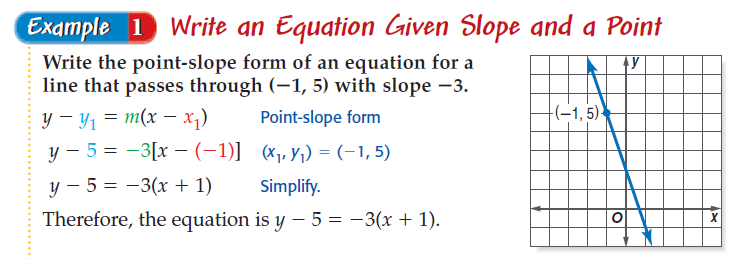 Example 1 Write an Equation Given Slope and a Point
Write the point-slope form of an equation for a
line that passes through (−1, 5) with slope −3.
y − y₁ = m(x − x₁) Point-slope form
y − 5 = −3[x − (−1)] (x₁, y₁) = (−1, 5)
y − 5 = −3(x + 1) Simplify.
Therefore, the equation is y − 5 = −3(x + 1).
y
(−1, 5)
O
x